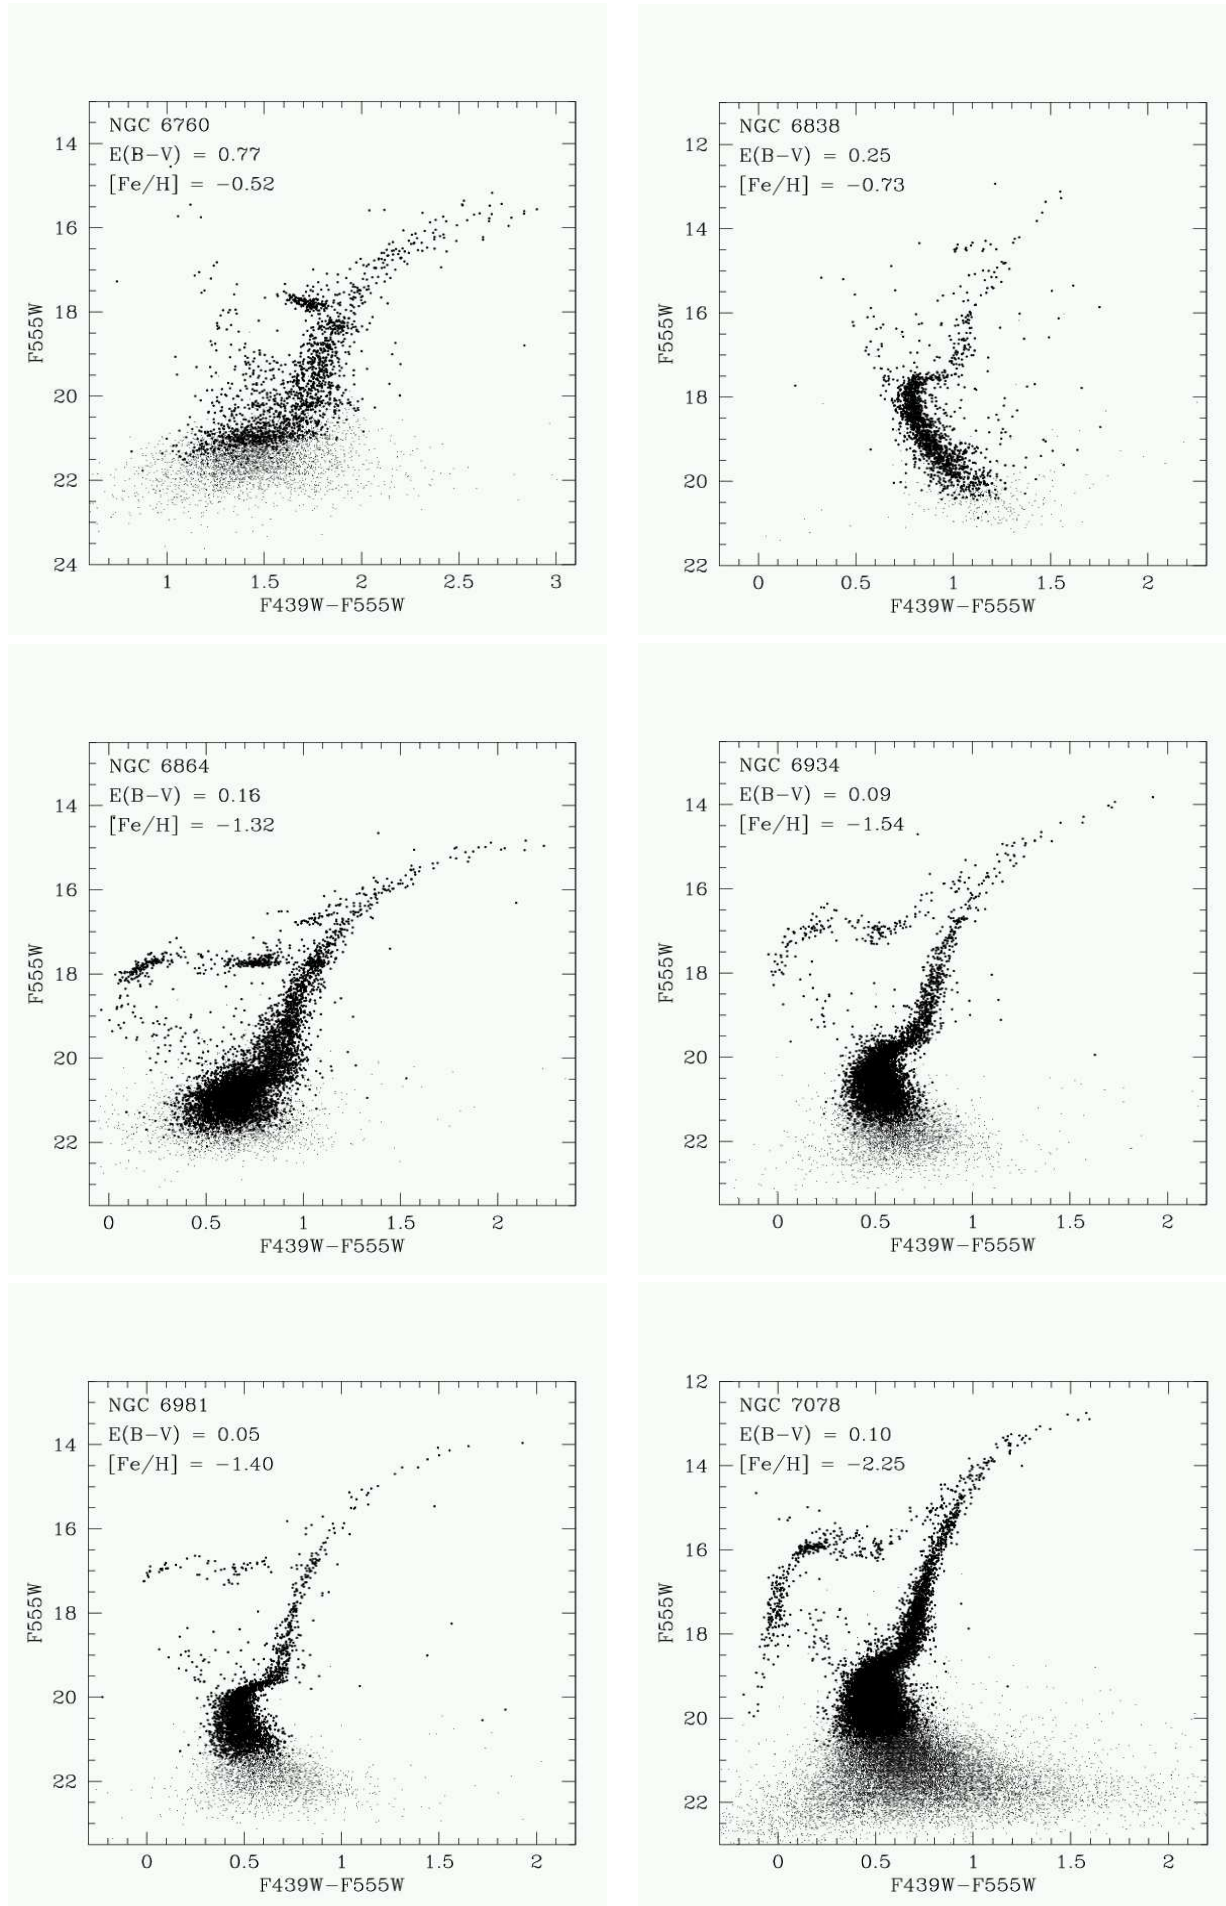 NGC 6760
E(B−V) = 0.77
[Fe/H] = −0.52
14
16
18
20
22
24
F555W
1 1.5 2 2.5 3
F439W−F555W
NGC 6838
E(B−V) = 0.25
[Fe/H] = −0.73
12
14
16
18
20
22
F555W
0 0.5 1 1.5 2
F439W−F555W
NGC 6864
E(B−V) = 0.16
[Fe/H] = −1.32
14
16
18
20
22
F555W
0 0.5 1 1.5 2
F439W−F555W
NGC 6934
E(B−V) = 0.09
[Fe/H] = −1.54
14
16
18
20
22
F555W
0 0.5 1 1.5 2
F439W−F555W
NGC 6981
E(B−V) = 0.05
[Fe/H] = −1.40
14
16
18
20
22
F555W
0 0.5 1 1.5 2
F439W−F555W
12
NGC 7078
E(B−V) = 0.10
[Fe/H] = −2.25
14
16
18
20
22
F555W
0 0.5 1 1.5 2
F439W−F555W